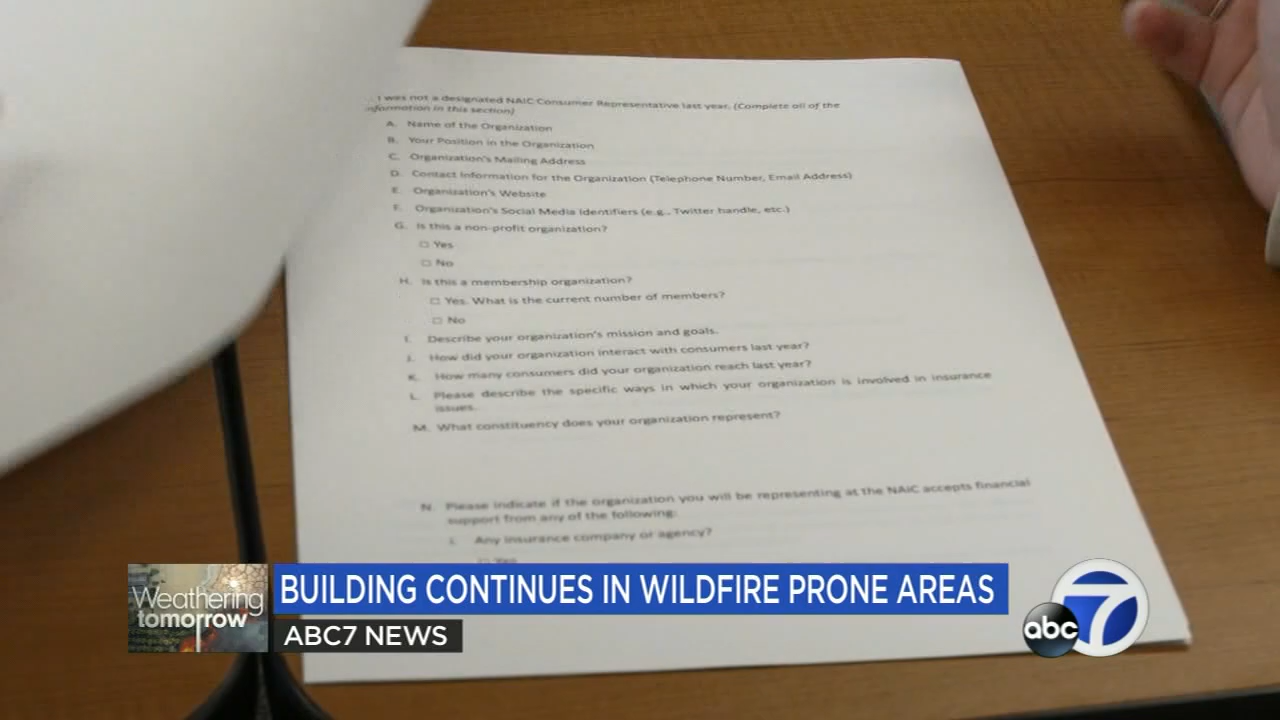 I was not a designated NAIC Consumer Representative last year. (Complete all of the
information in this section)
A. Name of the Organization
B. Your Position in the Organization
C. Organization's Mailing Address
D. Contact Information for the Organization (Telephone Number, Email Address)
E. Organization's Website
F. Organization's Social Media Identifiers (e.g., Twitter handle, etc.)
G. Is this a non-profit organization?
☐ Yes
☐ No
H. Is this a membership organization?
☐ Yes. What is the current number of members?
☐ No
I. Describe your organization's mission and goals.
J. How did your organization interact with consumers last year?
K. How many consumers did your organization reach last year?
L. Please describe the specific ways in which your organization is involved in insurance
issues.
M. What constituency does your organization represent?
N. Please indicate if the organization you will be representing at the NAIC accepts financial
support from any of the following:
i. Any insurance company or agency?
☐ Yes
Weathering
tomorrow
BUILDING CONTINUES IN WILDFIRE PRONE AREAS
ABC7 NEWS
abc 7